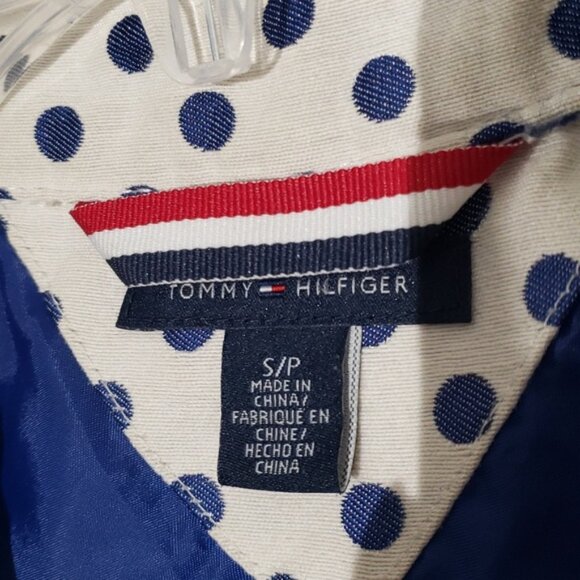 TOMMY HILFIGER
S/P
MADE IN
CHINA/
FABRIQUÉ EN
CHINE/
HECHO EN
CHINA